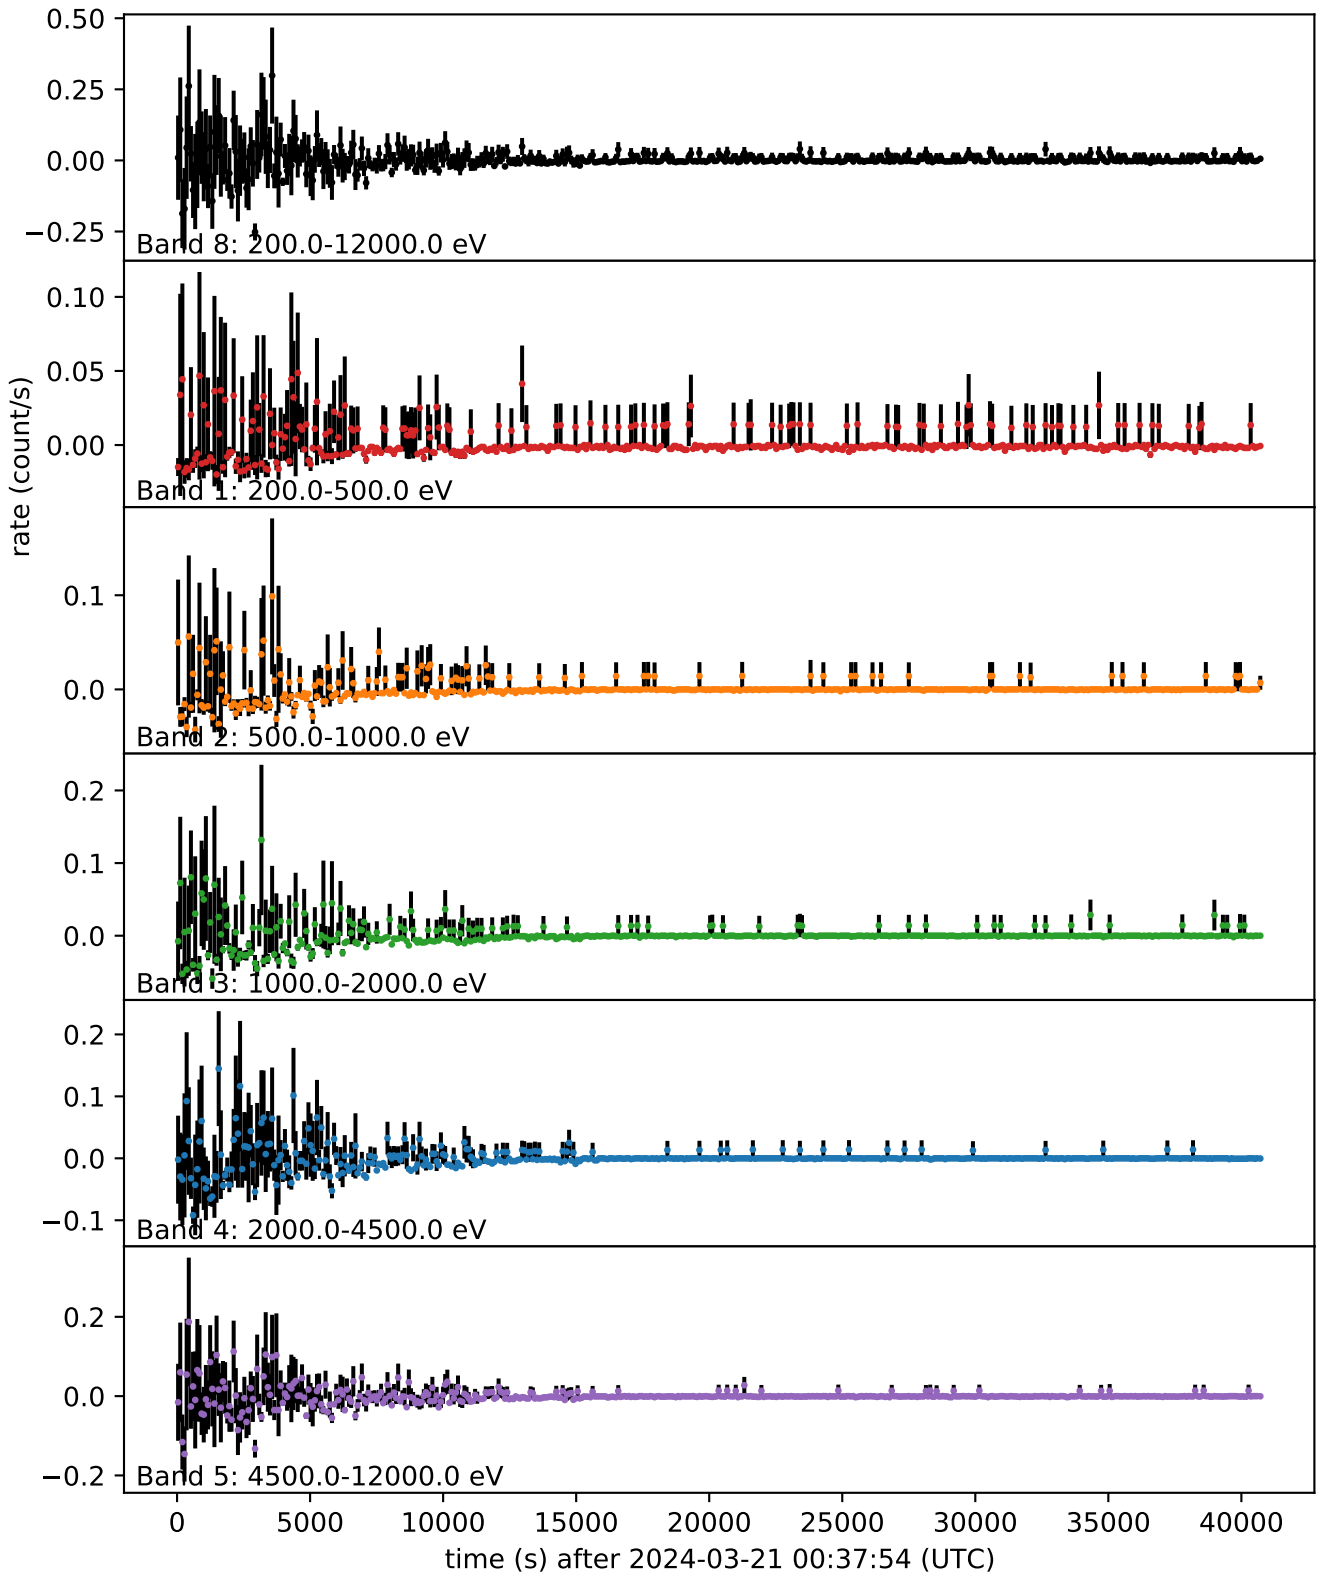 rate (count/s)
0.50
0.25
0.00
−0.25
Band 8: 200.0-12000.0 eV
0.10
0.05
0.00
Band 1: 200.0-500.0 eV
0.1
0.0
Band 2: 500.0-1000.0 eV
0.2
0.1
0.0
Band 3: 1000.0-2000.0 eV
0.2
0.1
0.0
−0.1
Band 4: 2000.0-4500.0 eV
0.2
0.0
−0.2
Band 5: 4500.0-12000.0 eV
0 5000 10000 15000 20000 25000 30000 35000 40000
time (s) after 2024-03-21 00:37:54 (UTC)